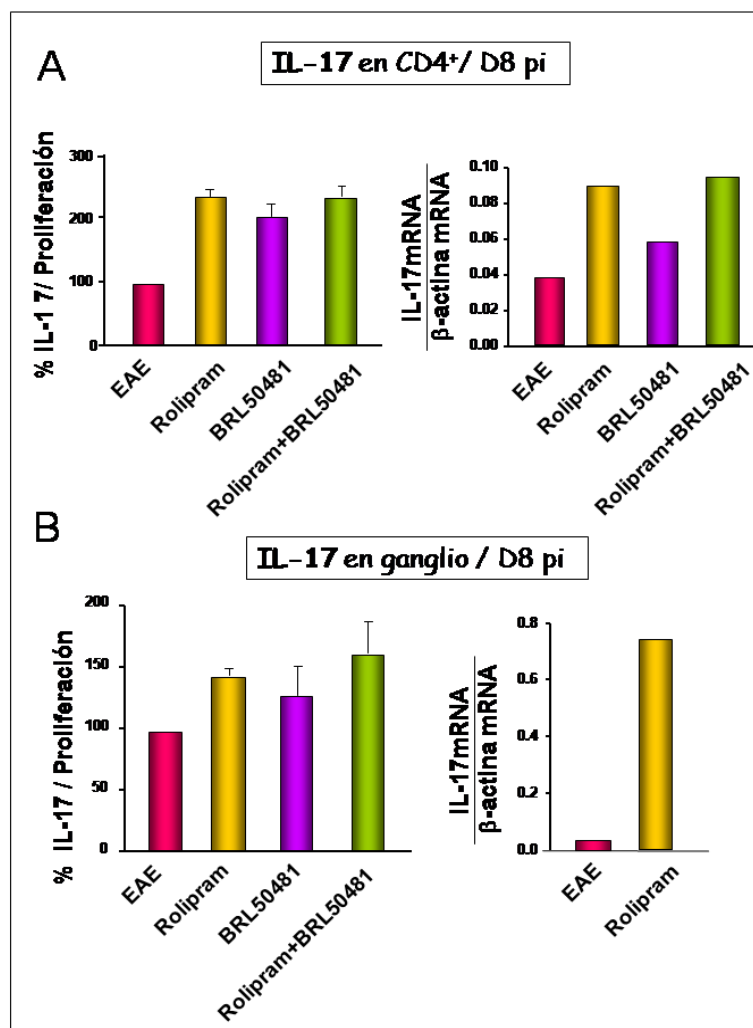 A
IL-17 en CD4+/ D8 pi
300
200
100
0
% IL-1 7/ Proliferación
EAE
Rolipram
BRL50481
Rolipram+BRL50481
0.10
0.08
0.06
0.04
0.02
0.00
IL-17mRNA
β-actina mRNA
EAE
Rolipram
BRL50481
Rolipram+BRL50481
B
IL-17 en ganglio / D8 pi
200
150
100
50
0
% IL-17 / Proliferación
EAE
Rolipram
BRL50481
Rolipram+BRL50481
0.8
0.6
0.4
0.2
0.0
IL-17mRNA
β-actina mRNA
EAE
Rolipram